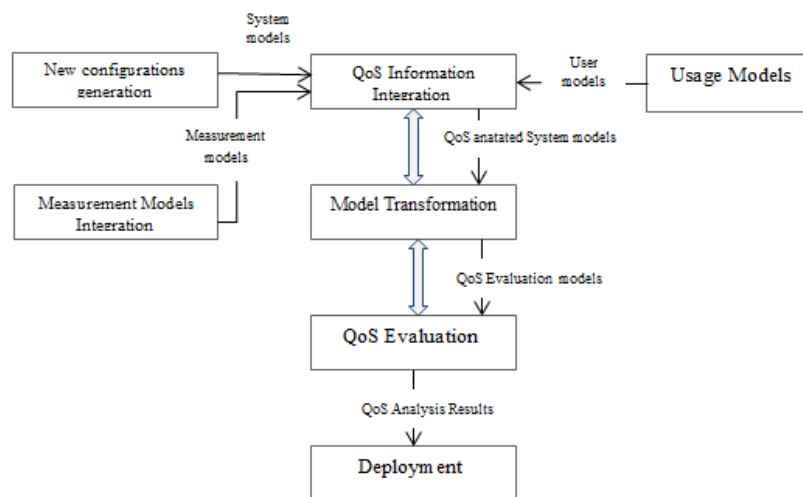 System
models
New configurations
generation
QoS Information
Integration
User
models
Usage Models
Measurement
models
QoS anatated System models
Measurement Models
Integration
Model Transformation
QoS Evaluation models
QoS Evaluation
QoS Analysis Results
Deployment